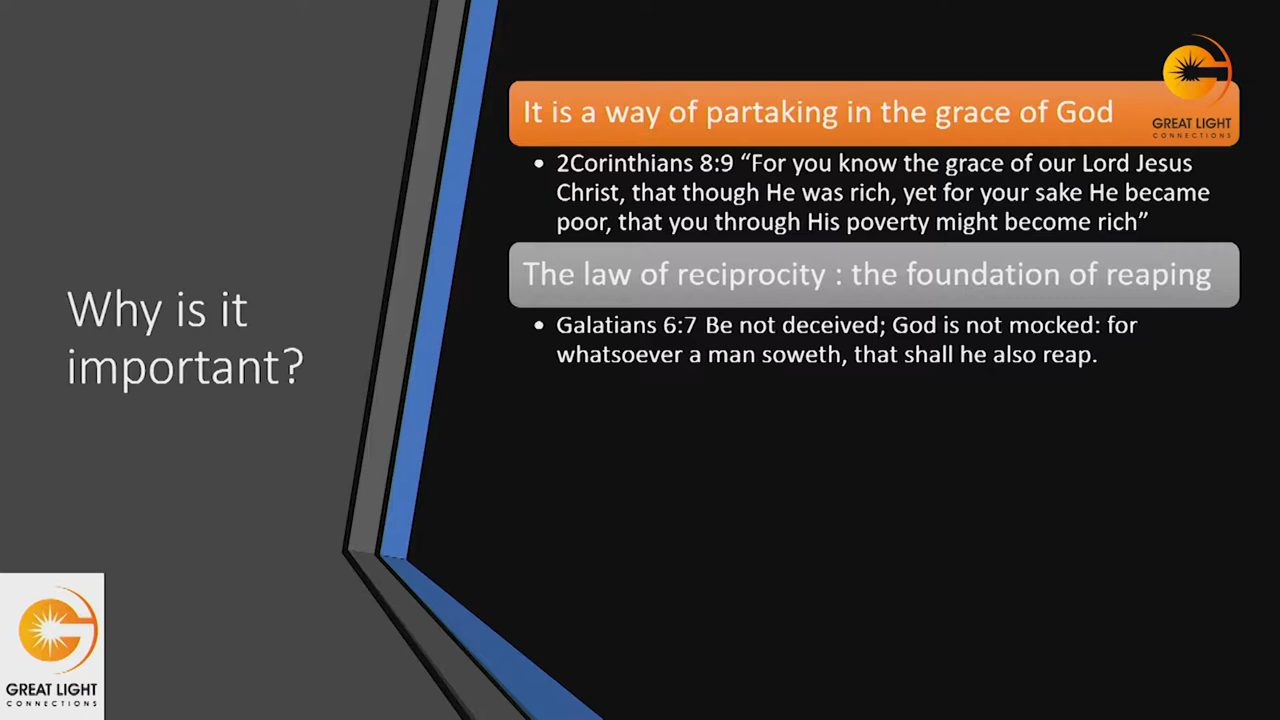 Why is it
important?
It is a way of partaking in the grace of God
• 2Corinthians 8:9 “For you know the grace of our Lord Jesus
Christ, that though He was rich, yet for your sake He became
poor, that you through His poverty might become rich”
The law of reciprocity : the foundation of reaping
• Galatians 6:7 Be not deceived; God is not mocked: for
whatsoever a man soweth, that shall he also reap.
GREAT LIGHT
CONNECTIONS
GREAT LIGHT
CONNECTIONS